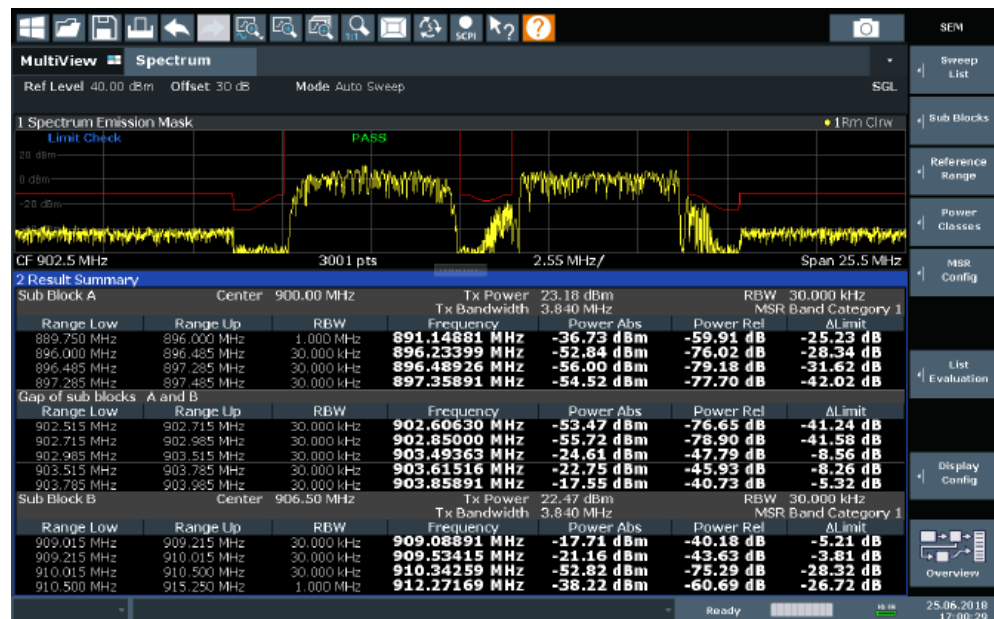 1:1
SCPI
?
?
SEM
MultiView Spectrum
Ref Level 40.00 dBm Offset 30 dB Mode Auto Sweep SGL
1 Spectrum Emission Mask 1Rm Clrw
Limit Check PASS
20 dBm
0 dBm
-20 dBm
CF 902.5 MHz 3001 pts 2.55 MHz/ Span 25.5 MHz
2 Result Summary
Sub Block A Center 900.00 MHz Tx Power 23.18 dBm RBW 30.000 kHz
Tx Bandwidth 3.840 MHz MSR Band Category 1
Range Low Range Up RBW Frequency Power Abs Power Rel ΔLimit
889.750 MHz 896.000 MHz 1.000 MHz 891.14881 MHz -36.73 dBm -59.91 dB -25.23 dB
896.000 MHz 896.485 MHz 30.000 kHz 896.23399 MHz -52.84 dBm -76.02 dB -28.34 dB
896.485 MHz 897.285 MHz 30.000 kHz 896.48926 MHz -56.00 dBm -79.18 dB -31.62 dB
897.285 MHz 897.485 MHz 30.000 kHz 897.35891 MHz -54.52 dBm -77.70 dB -42.02 dB
Gap of sub blocks A and B
Range Low Range Up RBW Frequency Power Abs Power Rel ΔLimit
902.515 MHz 902.715 MHz 30.000 kHz 902.60630 MHz -53.47 dBm -76.65 dB -41.24 dB
902.715 MHz 902.985 MHz 30.000 kHz 902.85000 MHz -55.72 dBm -78.90 dB -41.58 dB
902.985 MHz 903.515 MHz 30.000 kHz 903.49363 MHz -24.61 dBm -47.79 dB -8.56 dB
903.515 MHz 903.785 MHz 30.000 kHz 903.61516 MHz -22.75 dBm -45.93 dB -8.26 dB
903.785 MHz 903.985 MHz 30.000 kHz 903.85891 MHz -17.55 dBm -40.73 dB -5.32 dB
Sub Block B Center 906.50 MHz Tx Power 22.47 dBm RBW 30.000 kHz
Tx Bandwidth 3.840 MHz MSR Band Category 1
Range Low Range Up RBW Frequency Power Abs Power Rel ΔLimit
909.015 MHz 909.215 MHz 30.000 kHz 909.08891 MHz -17.71 dBm -40.18 dB -5.21 dB
909.215 MHz 910.015 MHz 30.000 kHz 909.53415 MHz -21.16 dBm -43.63 dB -3.81 dB
910.015 MHz 910.500 MHz 30.000 kHz 910.34259 MHz -52.82 dBm -75.29 dB -28.32 dB
910.500 MHz 915.250 MHz 1.000 MHz 912.27169 MHz -38.22 dBm -60.69 dB -26.72 dB
Sweep
List
Sub Blocks
Reference
Range
Power
Classes
MSR
Config
List
Evaluation
Display
Config
Overview
Ready
25.06.2018
17:00:29